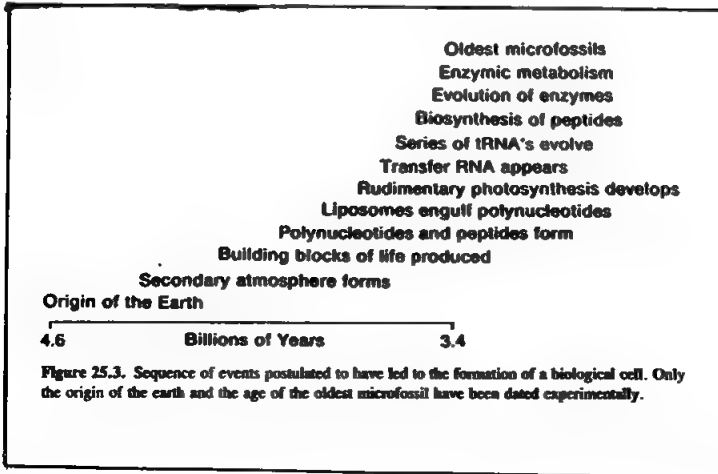 Oldest microfossils
Enzymic metabolism
Evolution of enzymes
Biosynthesis of peptides
Series of tRNA's evolve
Transfer RNA appears
Rudimentary photosynthesis develops
Liposomes engulf polynucleotides
Polynucleotides and peptides form
Building blocks of life produced
Secondary atmosphere forms
Origin of the Earth
4.6 Billions of Years 3.4
Figure 25.3. Sequence of events postulated to have led to the formation of a biological cell. Only
the origin of the earth and the age of the oldest microfossil have been dated experimentally.